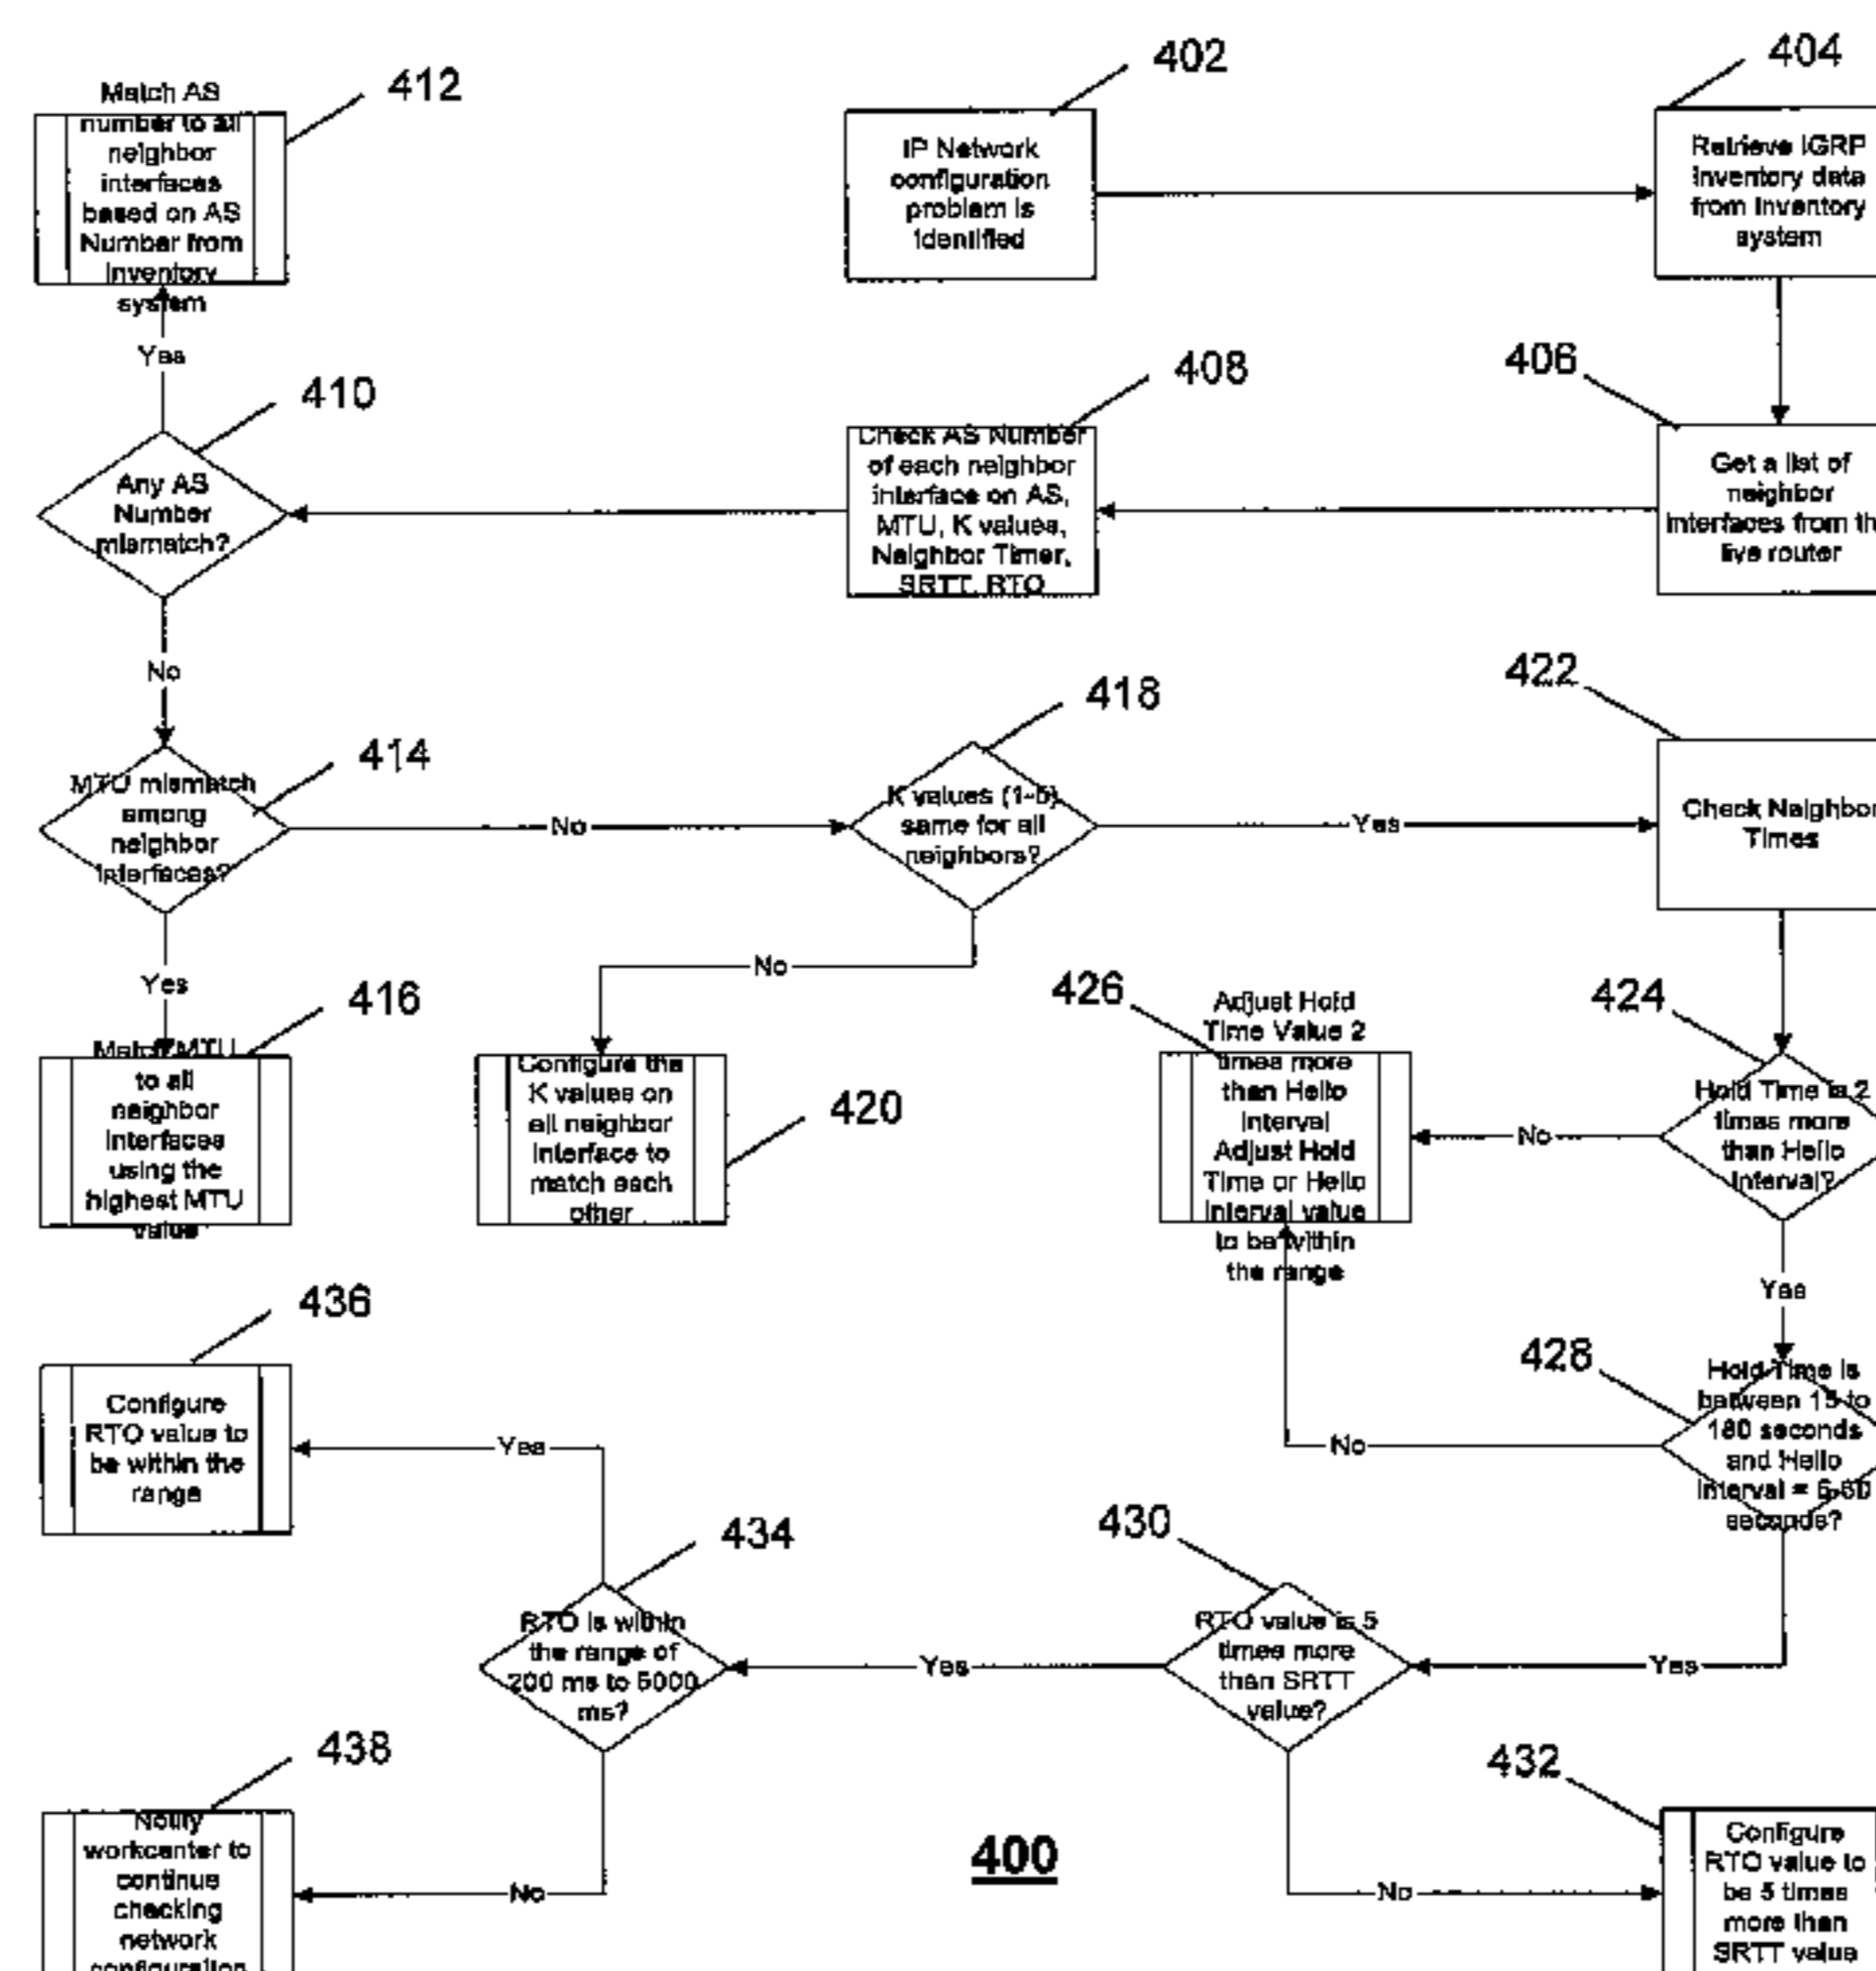 412
Match AS
number to all
neighbor
interfaces
based on AS
Number from
Inventory
system
402
IP Network
configuration
problem is
identified
404
Retrieve IGRP
inventory data
from Inventory
system
Yes
410
Any AS
Number
mismatch?
408
Check AS Number
of each neighbor
interface on AS,
MTU, K values,
Neighbor Timer,
SRTT, RTO
406
Get a list of
neighbor
interfaces from th
live router
No
414
MTU mismatch
among
neighbor
interfaces?
No
418
K values (1-5)
same for all
neighbors?
Yes
422
Check Neighbor
Times
Yes
416
Match MTU
to all
neighbor
interfaces
using the
highest MTU
value
No
420
Configure the
K values on
all neighbor
interface to
match each
other
426
Adjust Hold
Time Value 2
times more
than Hello
Interval
Adjust Hold
Time or Hello
Interval value
to be within
the range
No
424
Hold Time is 2
times more
than Hello
Interval?
Yes
436
Configure
RTO value to
be within the
range
Yes
No
428
Hold Time is
between 15 to
180 seconds
and Hello
Interval = 5-60
seconds?
434
RTO is within
the range of
200 ms to 5000
ms?
Yes
430
RTO value is 5
times more
than SRTT
value?
Yes
438
Notify
workcenter to
continue
checking
network
configuration
No
400
No
432
Configure
RTO value to
be 5 times
more than
SRTT value